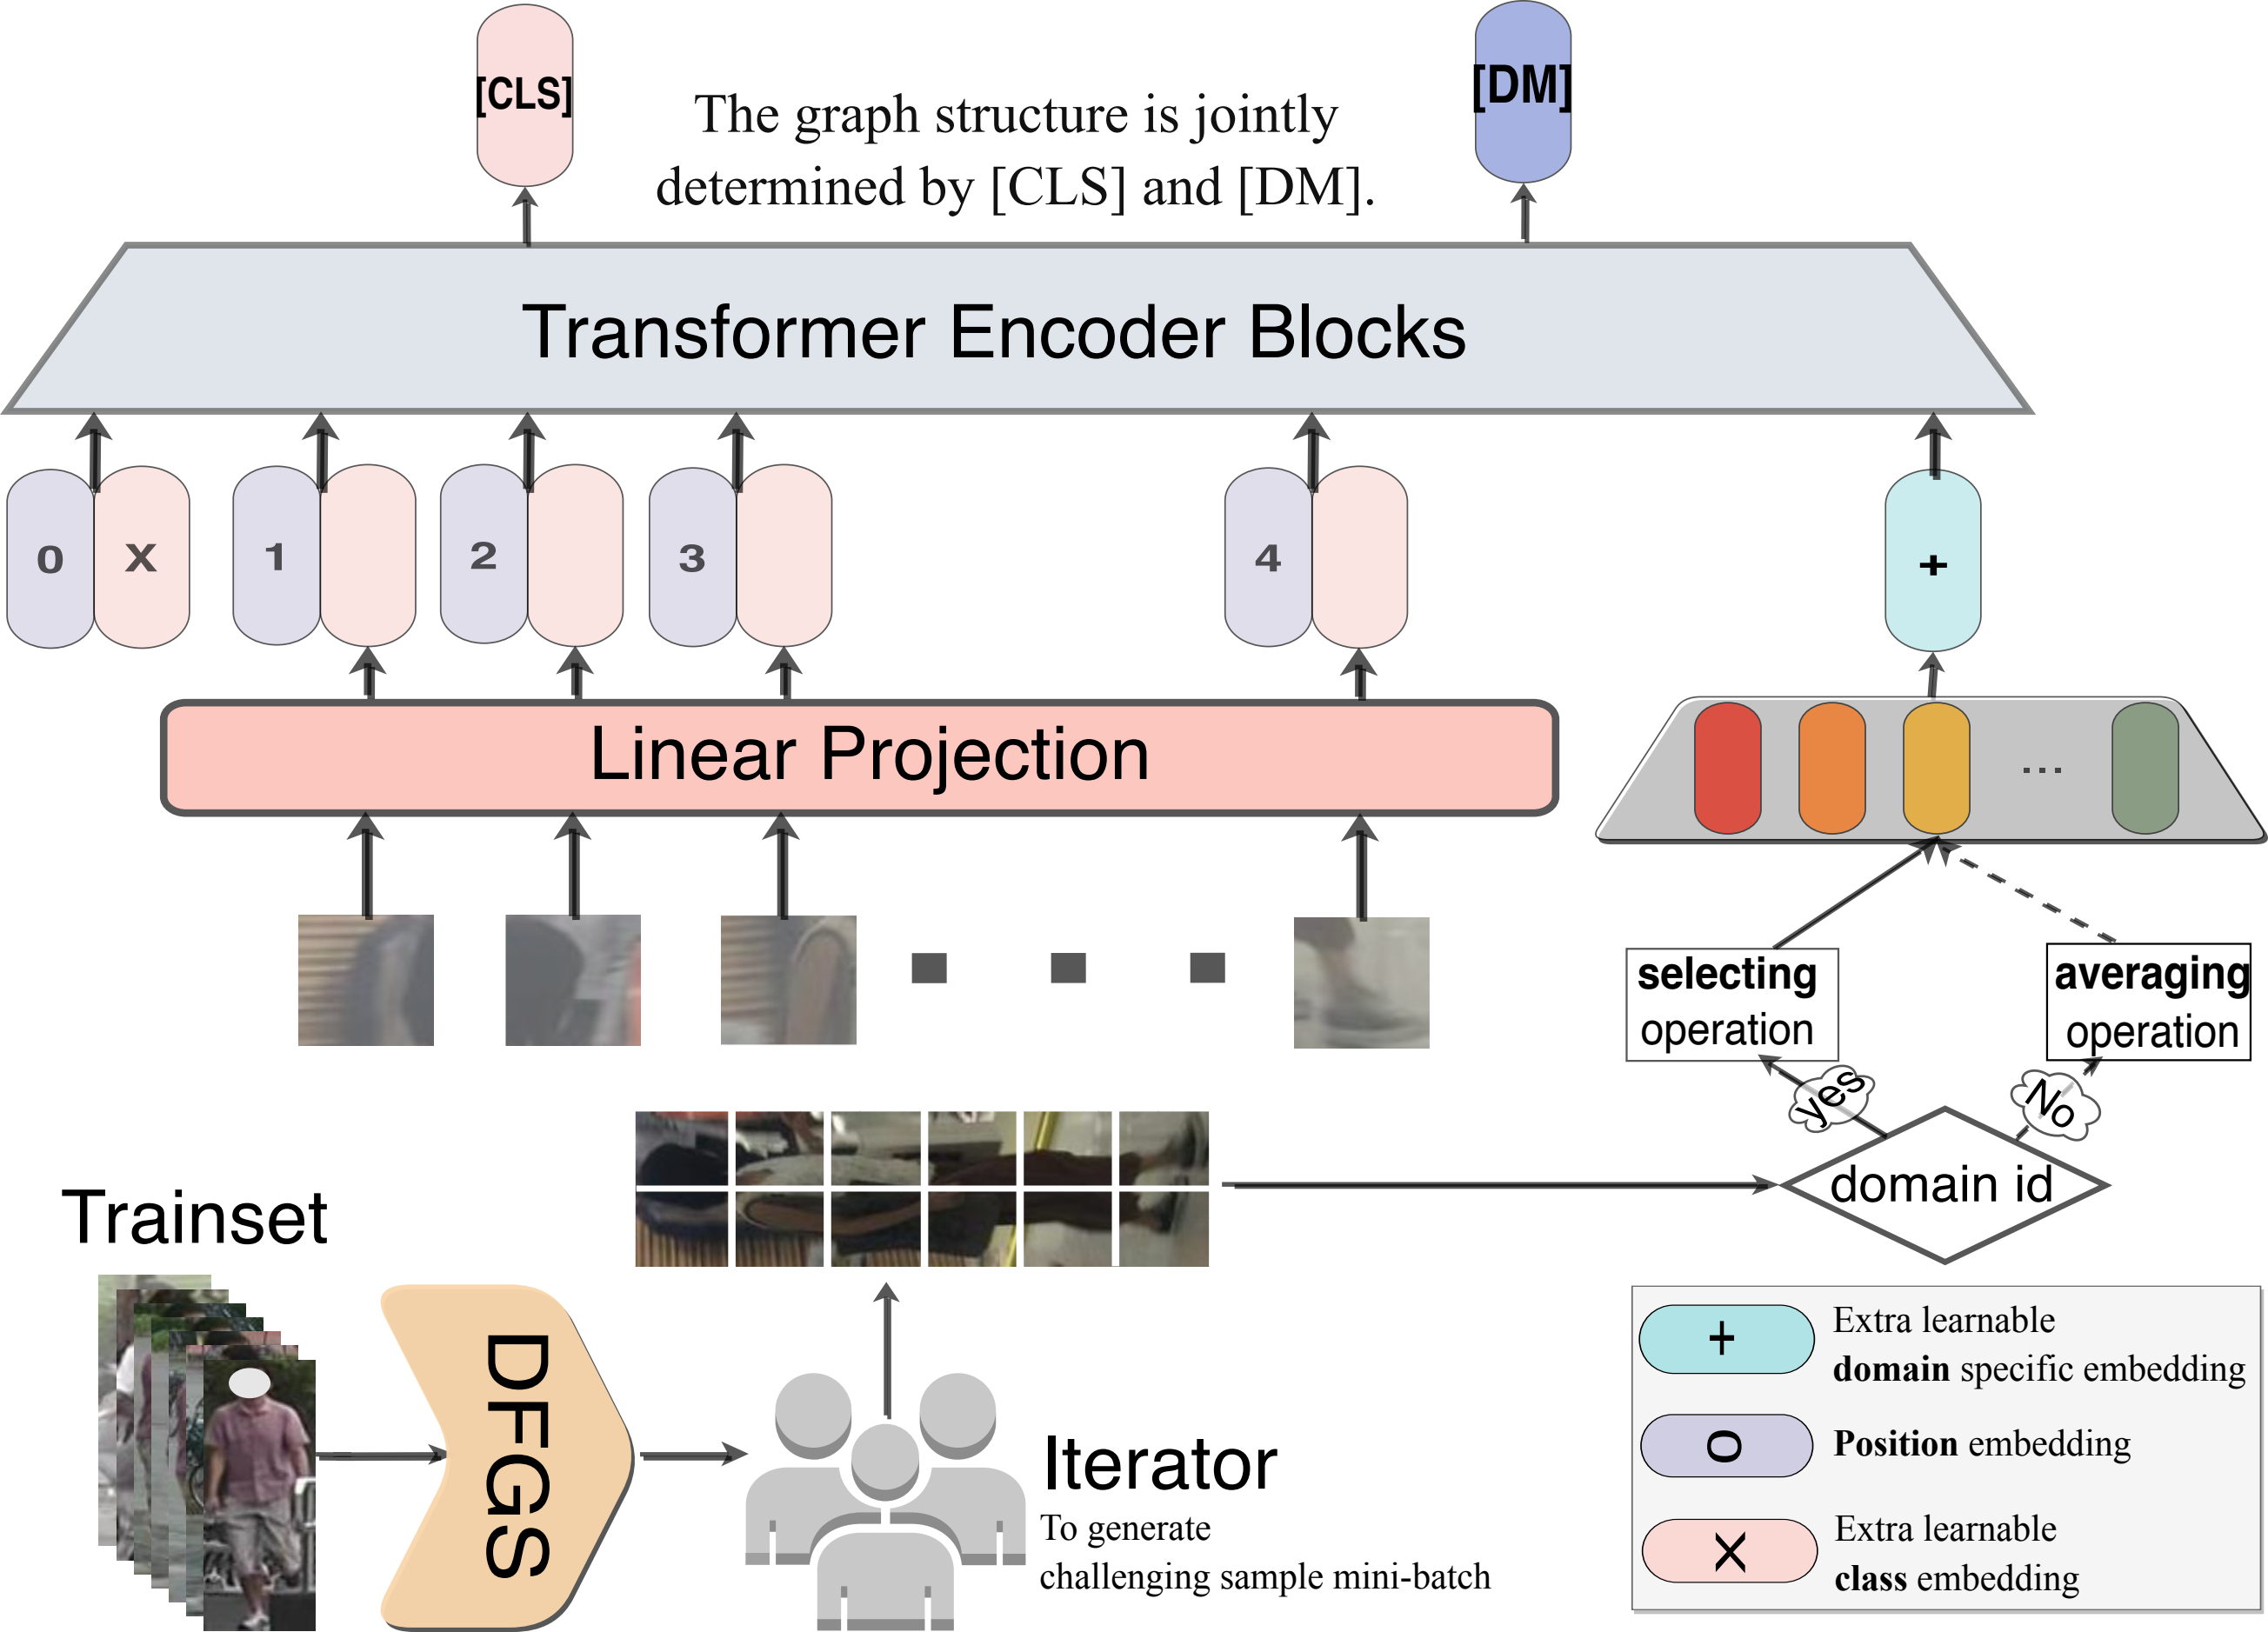 [CLS]
[DM]
The graph structure is jointly
determined by [CLS] and [DM].
Transformer Encoder Blocks
0 X 1 2 3 4 +
Linear Projection
...
selecting
operation
averaging
operation
yes
No
domain id
Trainset
DFGS
Iterator
To generate
challenging sample mini-batch
+ Extra learnable
domain specific embedding
0 Position embedding
X Extra learnable
class embedding